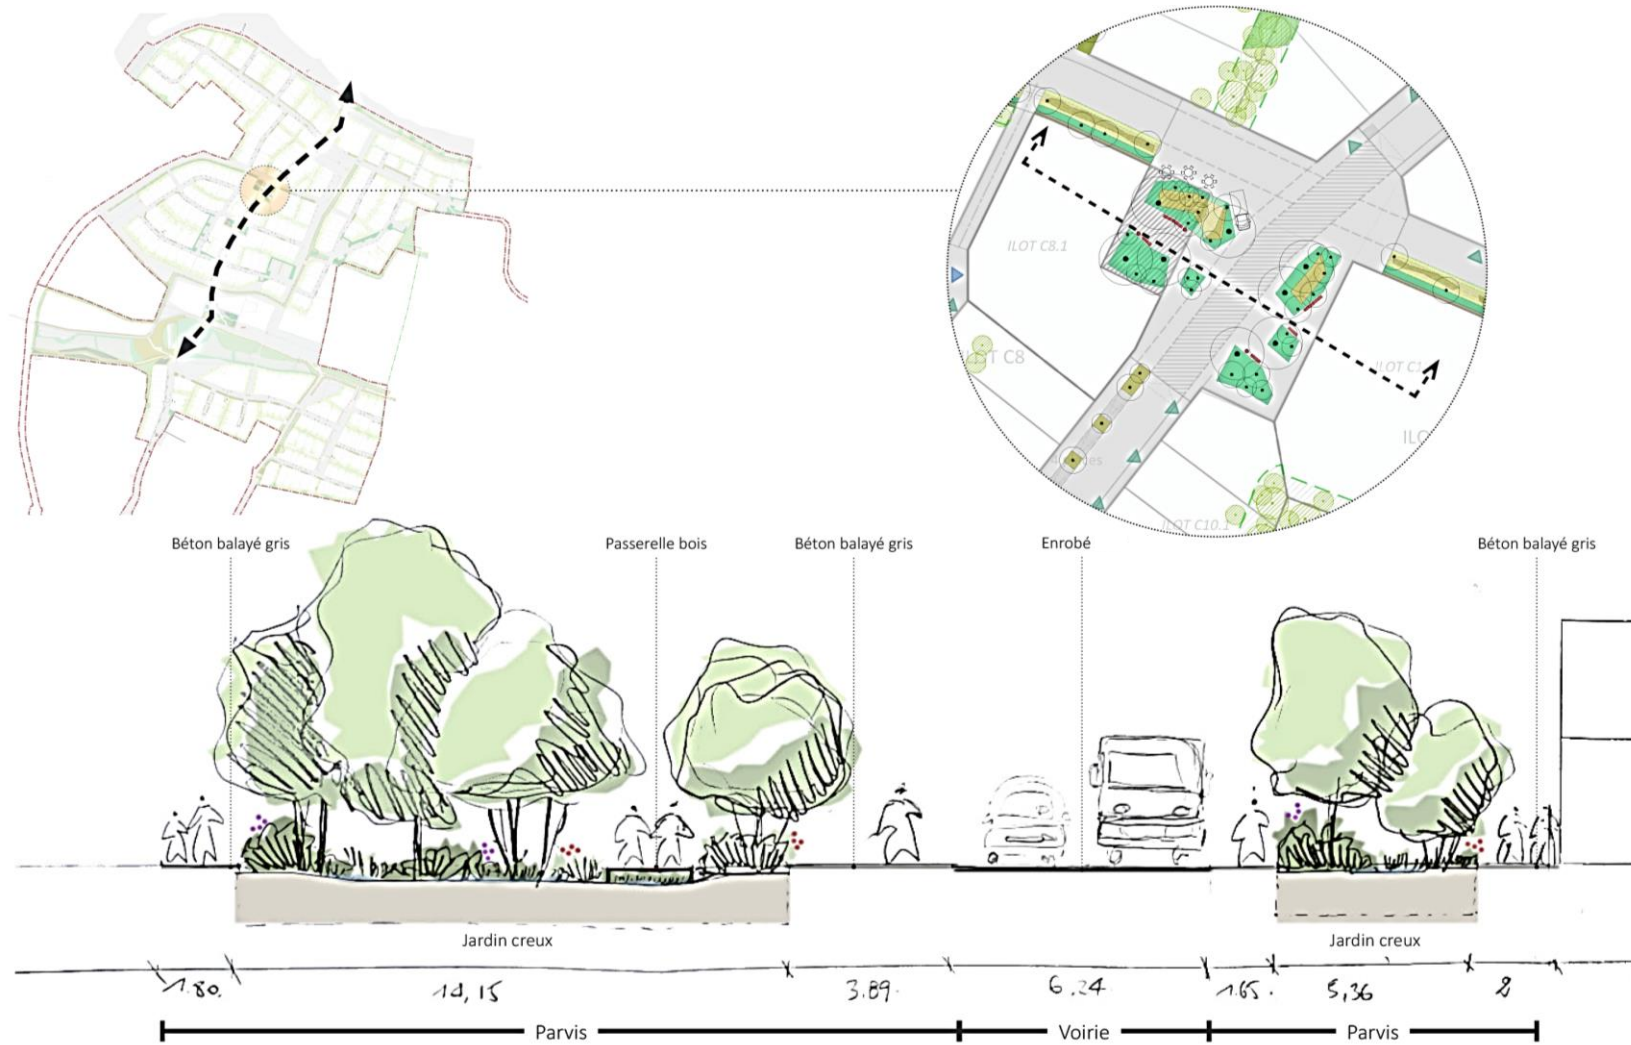 ILOT C8.1
ILOT C8
ILOT C10.1
Béton balayé gris
Passerelle bois
Béton balayé gris
Enrobé
Béton balayé gris
Jardin creux
Jardin creux
1.80.
14,15
3.89.
6.24
1.65.
5,36
2
Parvis
Voirie
Parvis